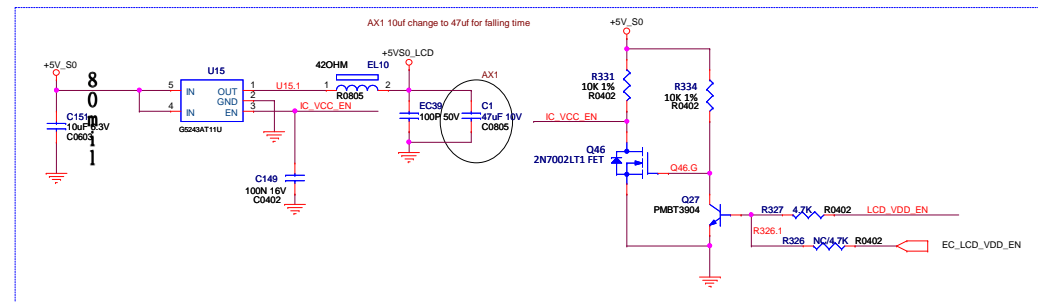 AX1 10uf change to 47uf for falling time
+5V_S0
80mil
C151
10uF 6.3V
C0603
U15
5
IN
OUT
1
U15.1
GND
2
4
IN
EN
3
IC_VCC_EN
G5243AT11U
C149
100N 16V
C0402
42OHM
EL10
1
2
R0805
+5VS0_LCD
EC39
100P 50V
AX1
C1
47uF 10V
C0805
+5V_S0
R331
10K 1%
R0402
R334
10K 1%
R0402
IC_VCC_EN
Q46
2N7002LT1 FET
Q46.G
Q27
PMBT3904
R327
4.7K
R0402
LCD_VDD_EN
R326.1
R326
NC/4.7K
R0402
EC_LCD_VDD_EN